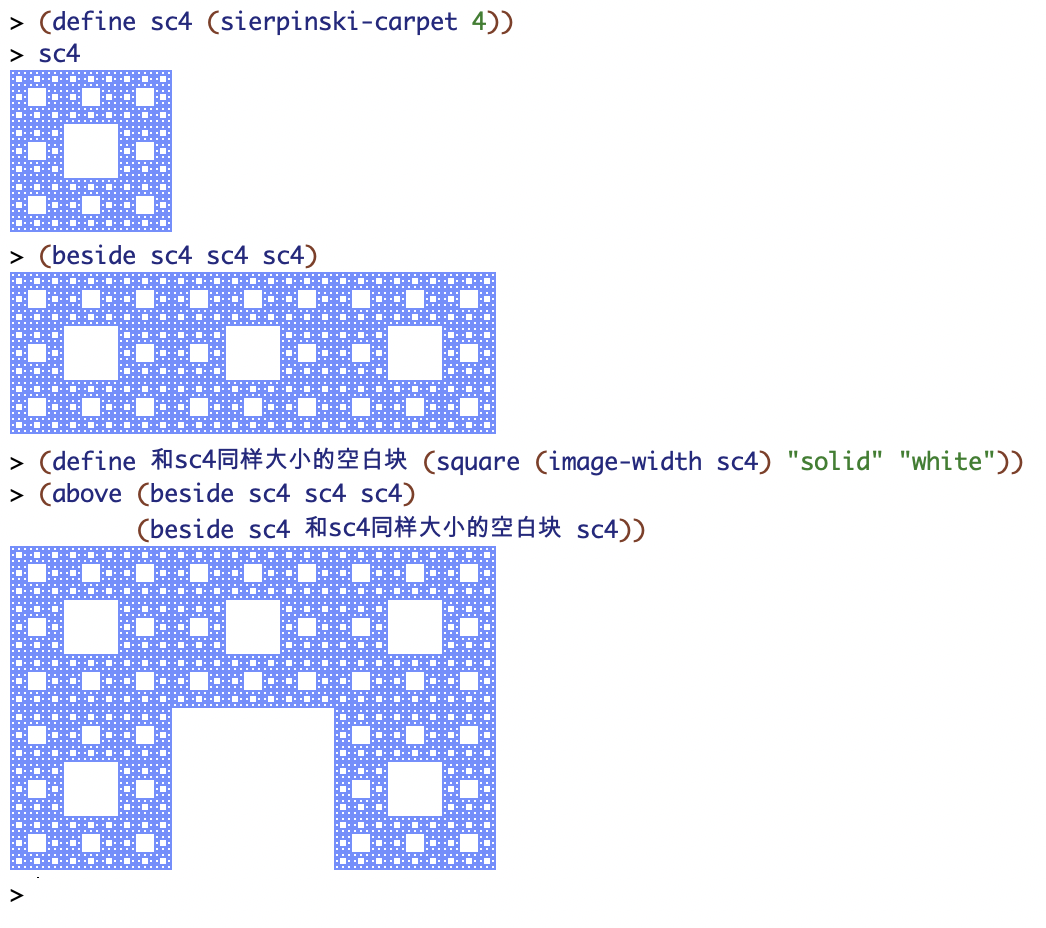 > (define sc4 (sierpinski-carpet 4))
> sc4
> (beside sc4 sc4 sc4)
> (define 和sc4同样大小的空白块 (square (image-width sc4) "solid" "white"))
> (above (beside sc4 sc4 sc4)
(beside sc4 和sc4同样大小的空白块 sc4))
>